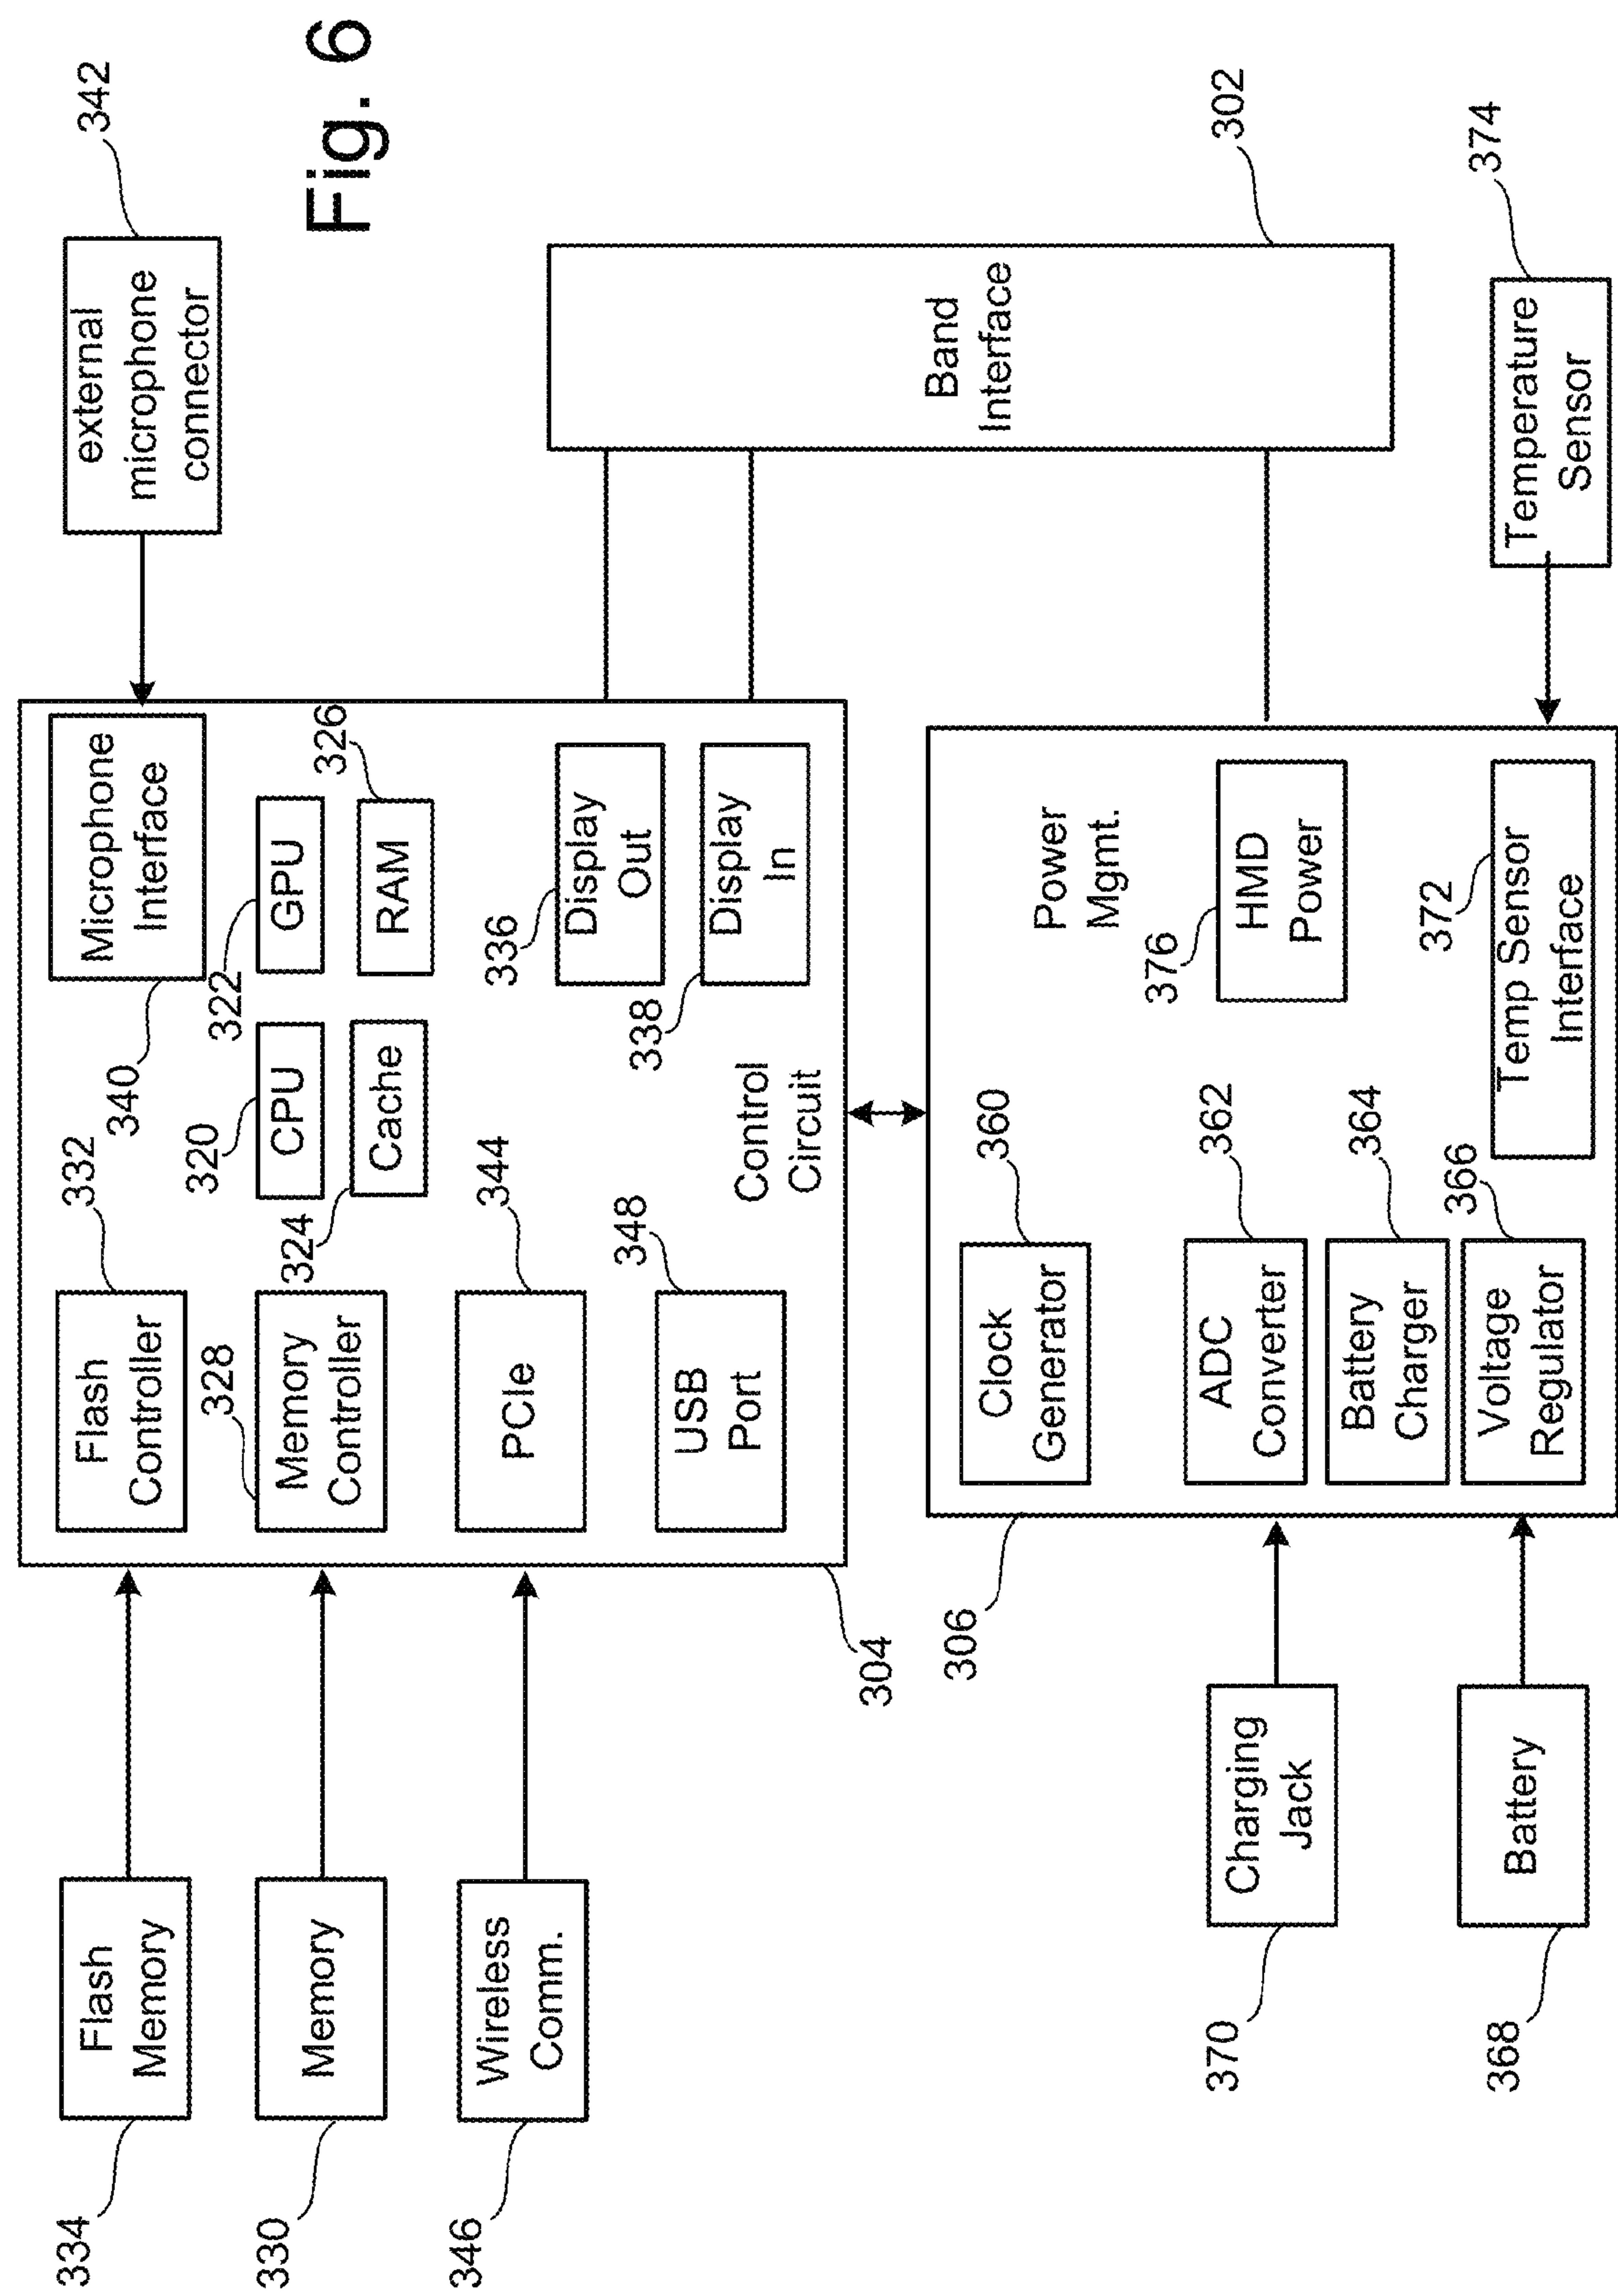 334
Flash
Memory
330
Memory
346
Wireless
Comm.
332
Flash
Controller
328
Memory
Controller
344
PCIe
348
USB
Port
340
Microphone
Interface
320
CPU
322
GPU
324
Cache
326
RAM
336
Display
Out
338
Display
In
Control
Circuit
304
342
external
microphone
connector
Fig. 6
Band
Interface
302
370
Charging
Jack
368
Battery
306
360
Clock
Generator
362
ADC
Converter
364
Battery
Charger
366
Voltage
Regulator
Power
Mgmt.
376
HMD
Power
372
Temp Sensor
Interface
374
Temperature
Sensor